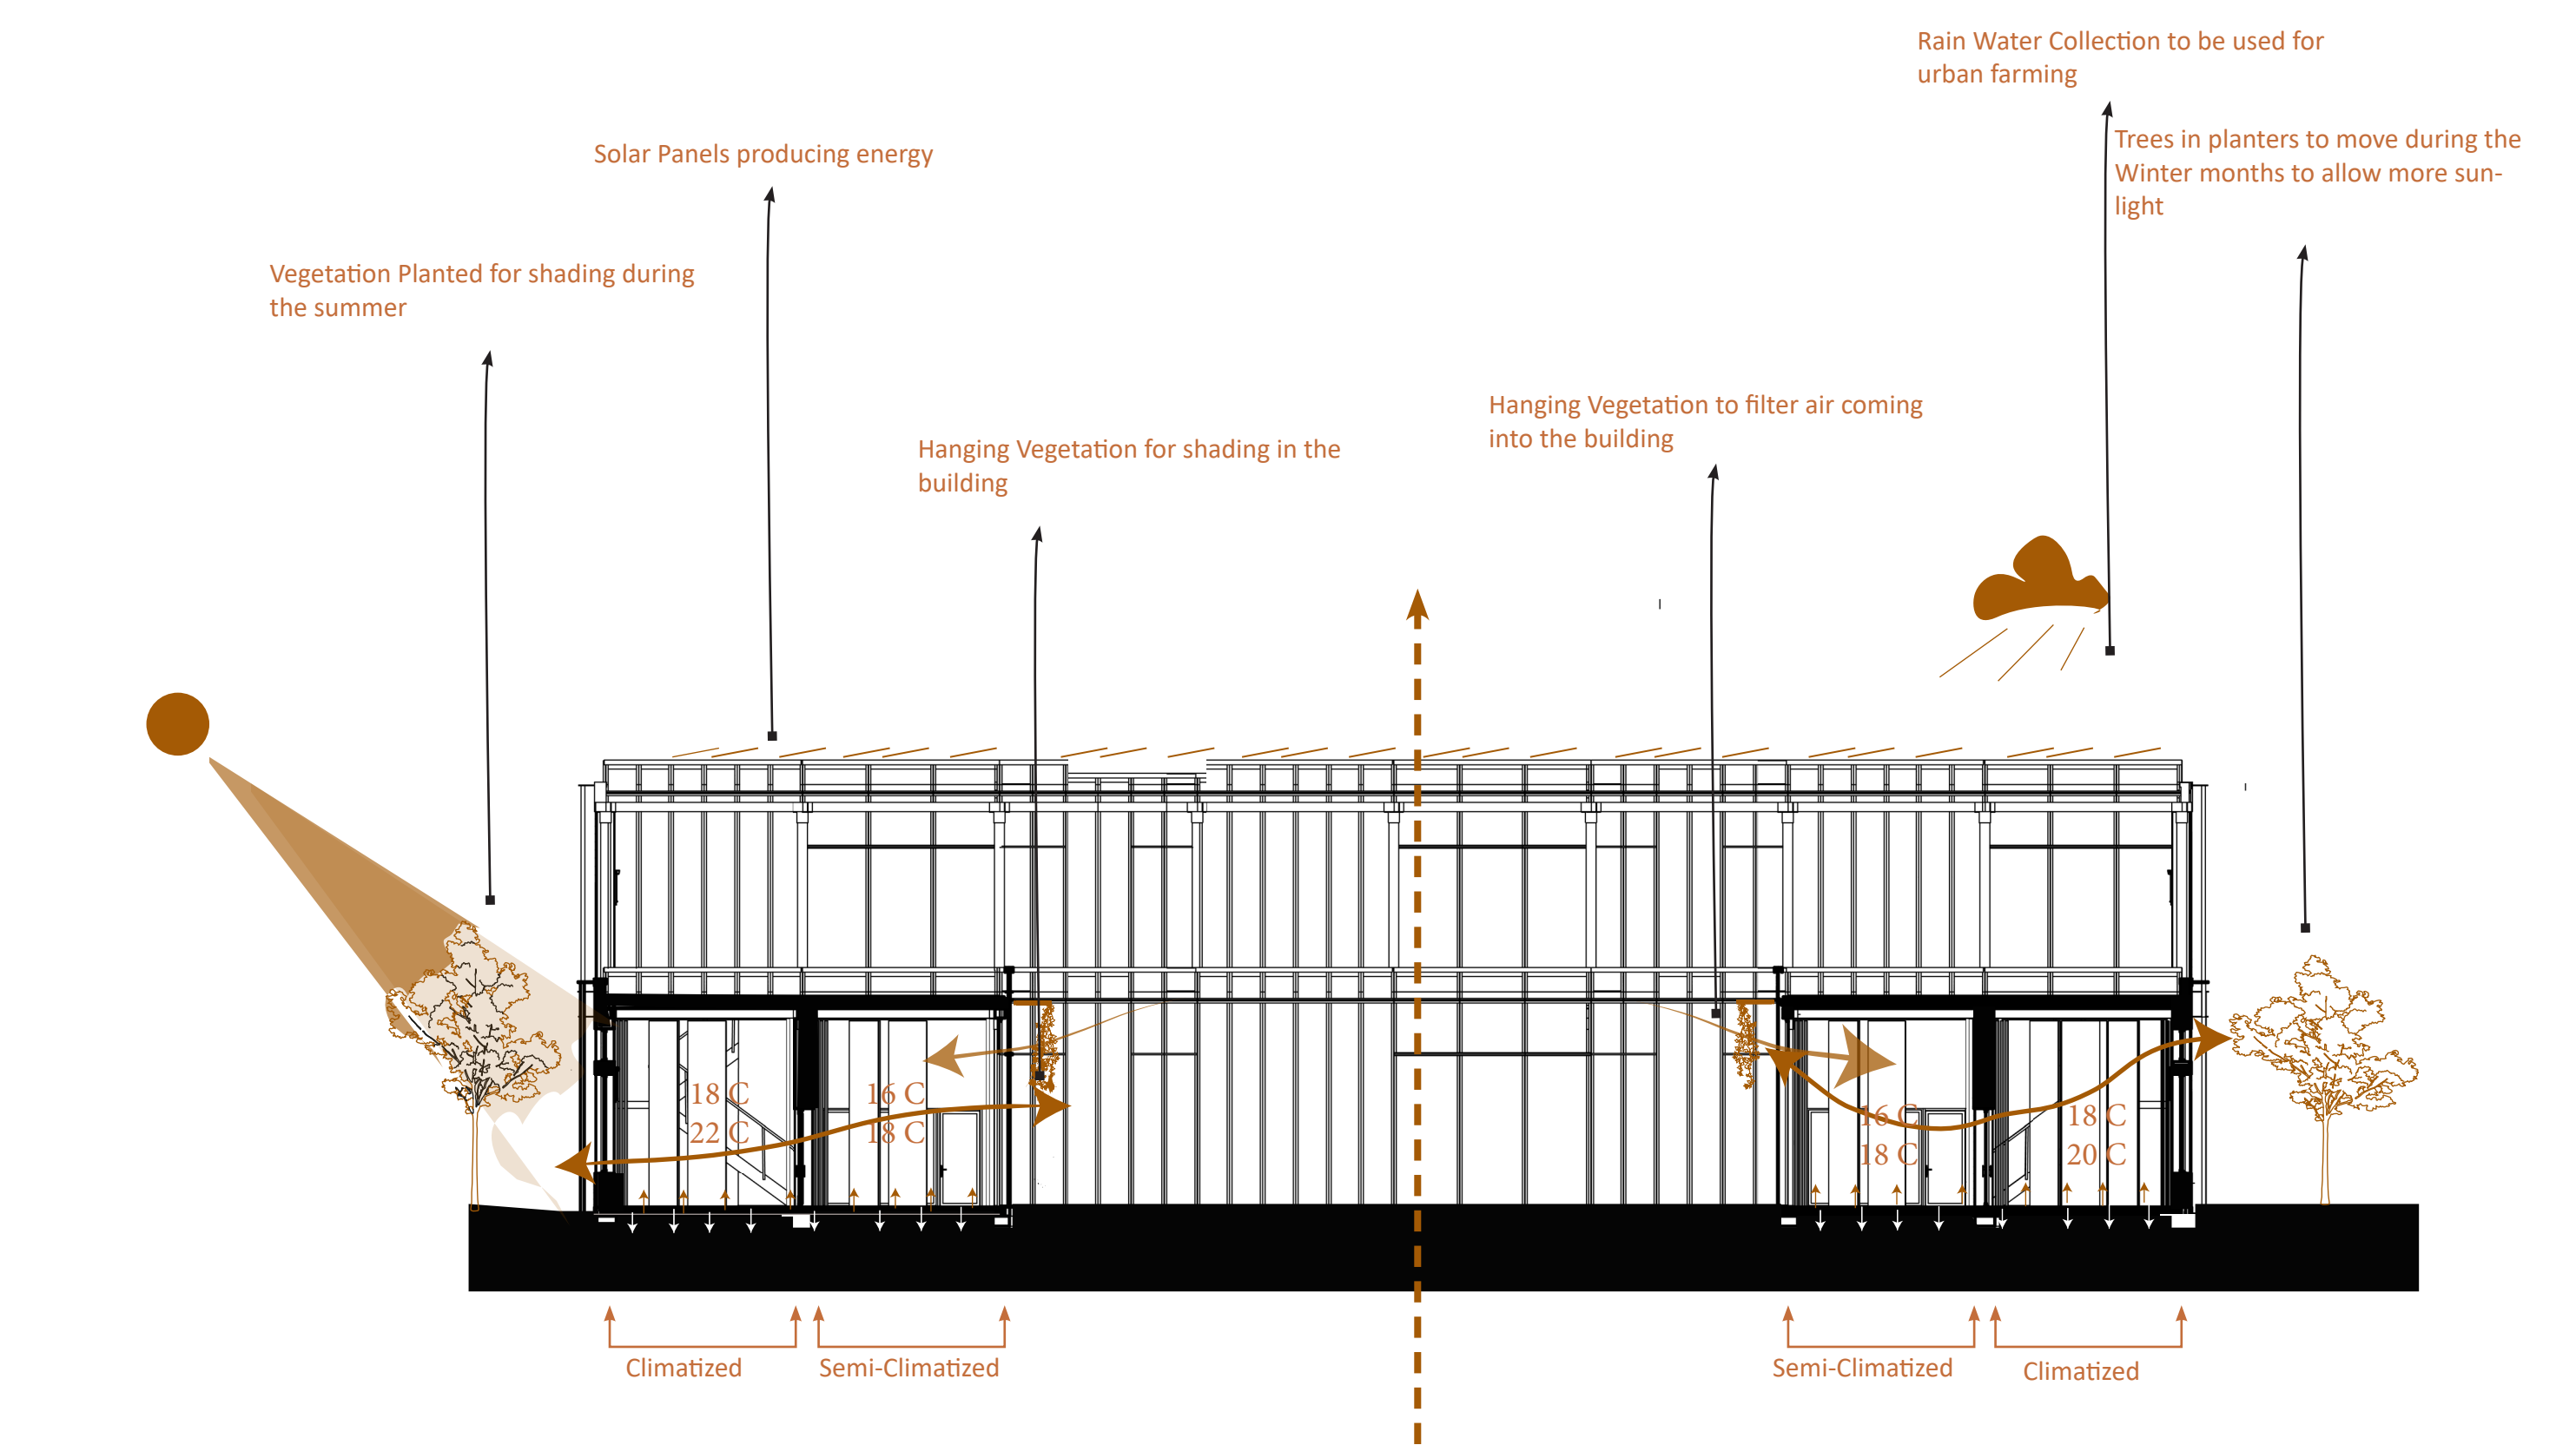 Rain Water Collection to be used for
urban farming
Trees in planters to move during the
Winter months to allow more sun-
light
Solar Panels producing energy
Vegetation Planted for shading during
the summer
Hanging Vegetation to filter air coming
into the building
Hanging Vegetation for shading in the
building
18 C
22 C
16 C
18 C
16 C
18 C
18 C
20 C
Climatized
Semi-Climatized
Semi-Climatized
Climatized